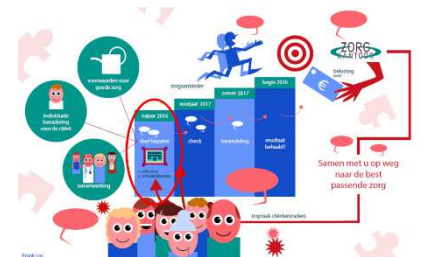 voorwaarden voor
goede zorg
individuele
benadering
voor de cliënt
samenwerking
zorgaanbieder
najaar 2016
doel bepalen
voorjaar 2017
check
zomer 2017
beoordeling
begin 2018
resultaat
behaald?
ZORG
KANTOOR
beloning
Samen met u op weg
naar de best
passende zorg
inspraak cliënten(raden)